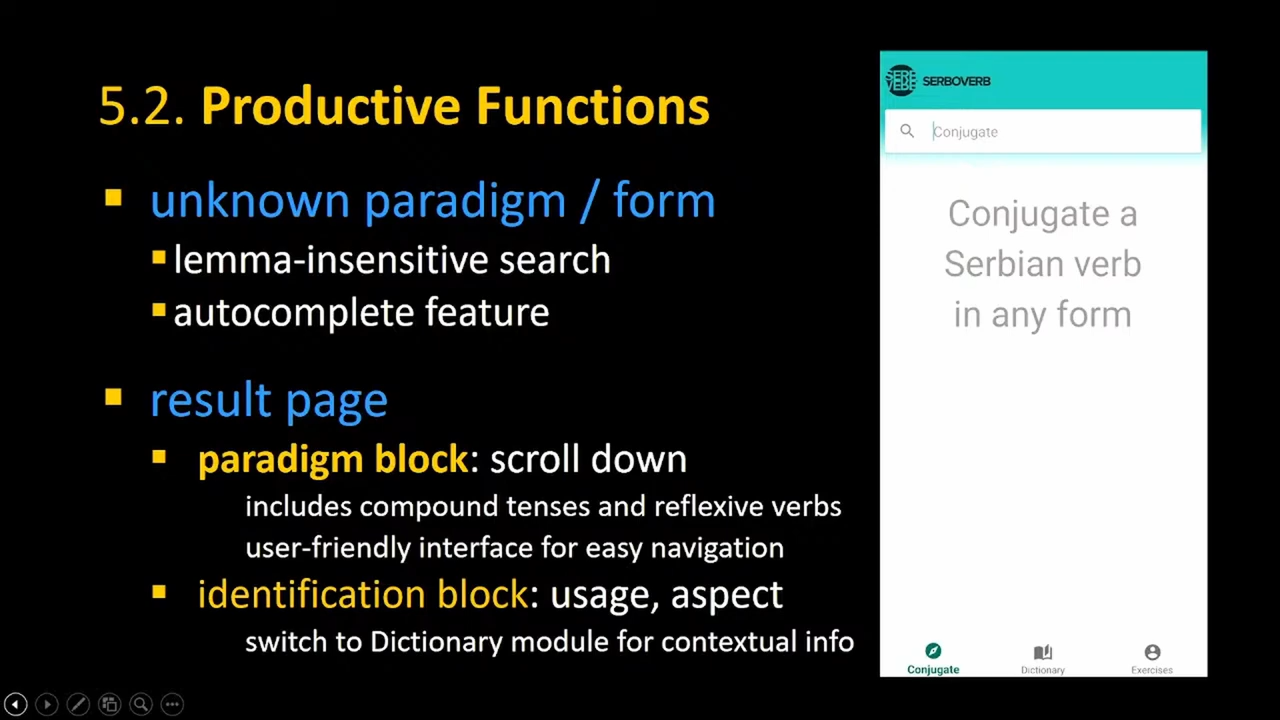 5.2. Productive Functions
unknown paradigm / form
lemma-insensitive search
autocomplete feature
result page
paradigm block: scroll down
includes compound tenses and reflexive verbs
user-friendly interface for easy navigation
identification block: usage, aspect
switch to Dictionary module for contextual info
SERBOVERB
Conjugate
Conjugate a
Serbian verb
in any form
Conjugate
Dictionary
Exercises